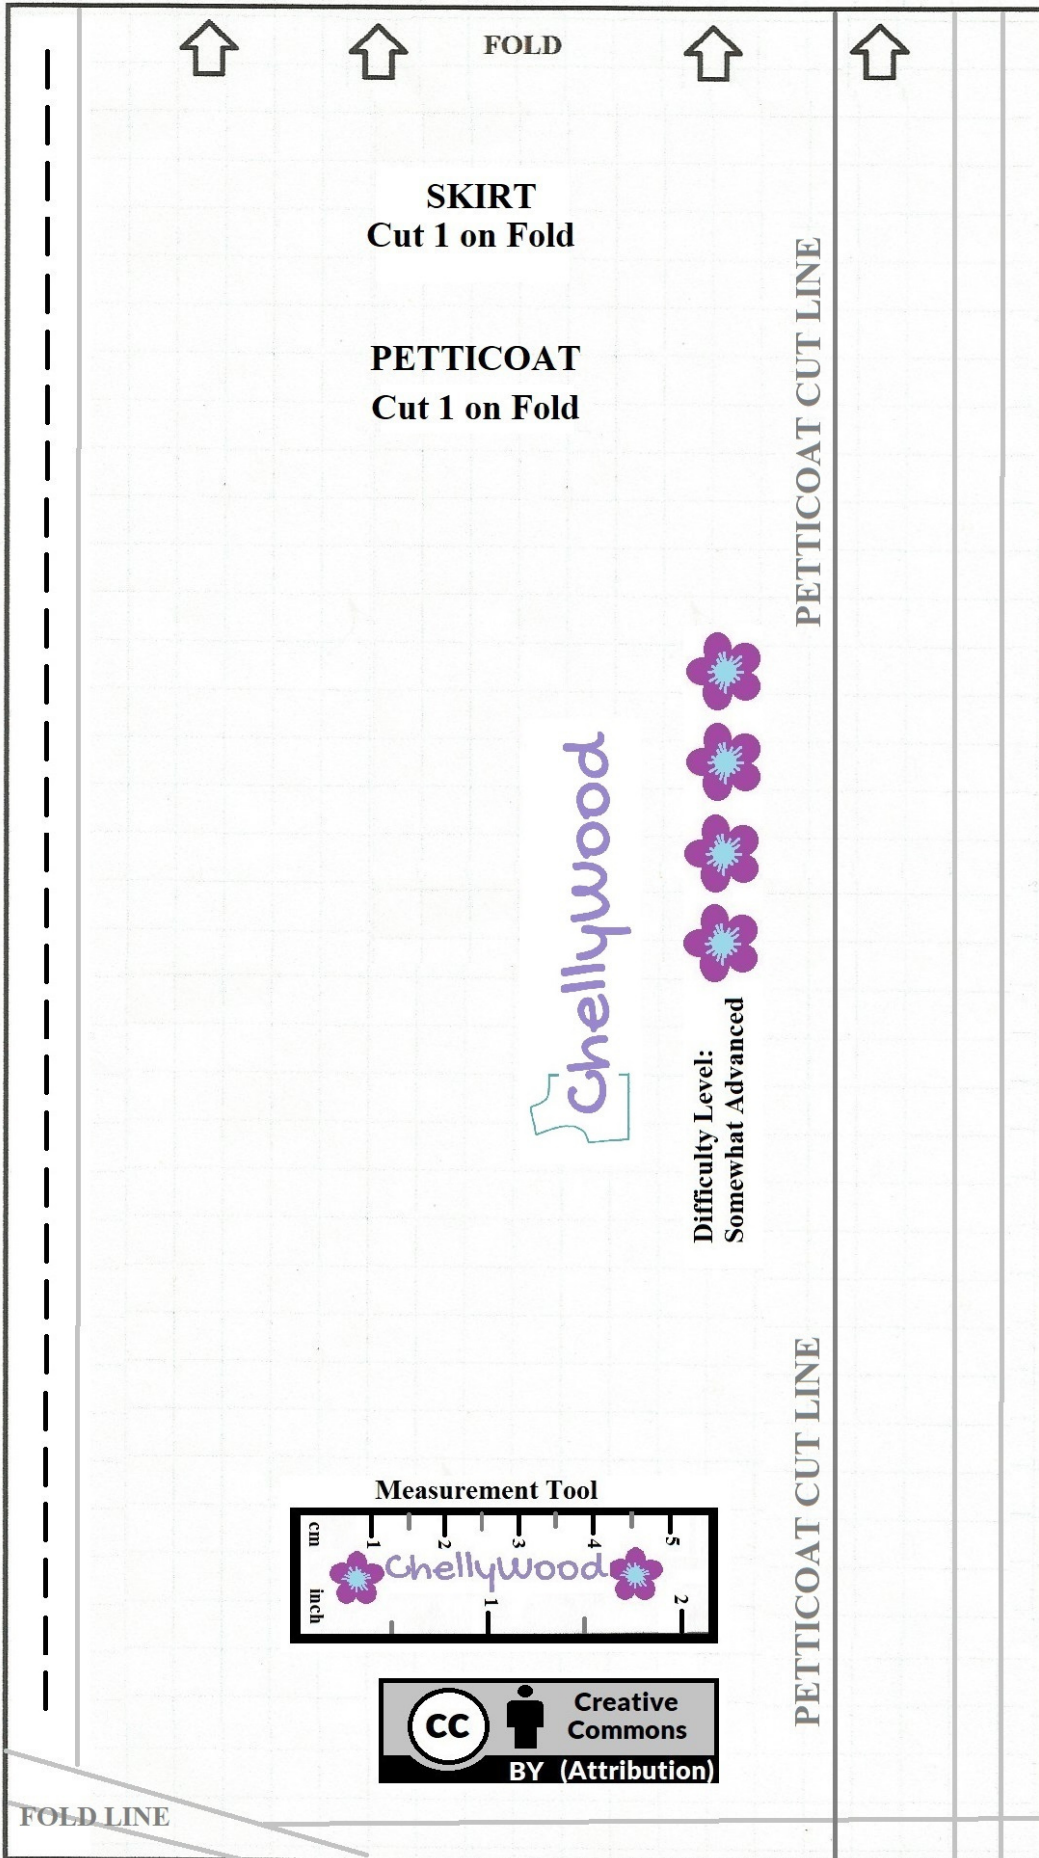 FOLD
SKIRT
Cut 1 on Fold
PETTICOAT
Cut 1 on Fold
PETTICOAT CUT LINE
Chellywood
Difficulty Level:
Somewhat Advanced
PETTICOAT CUT LINE
Measurement Tool
cm 1 2 3 4 5
ChellyWood
inch 1 2
CC Creative
Commons
BY (Attribution)
FOLD LINE